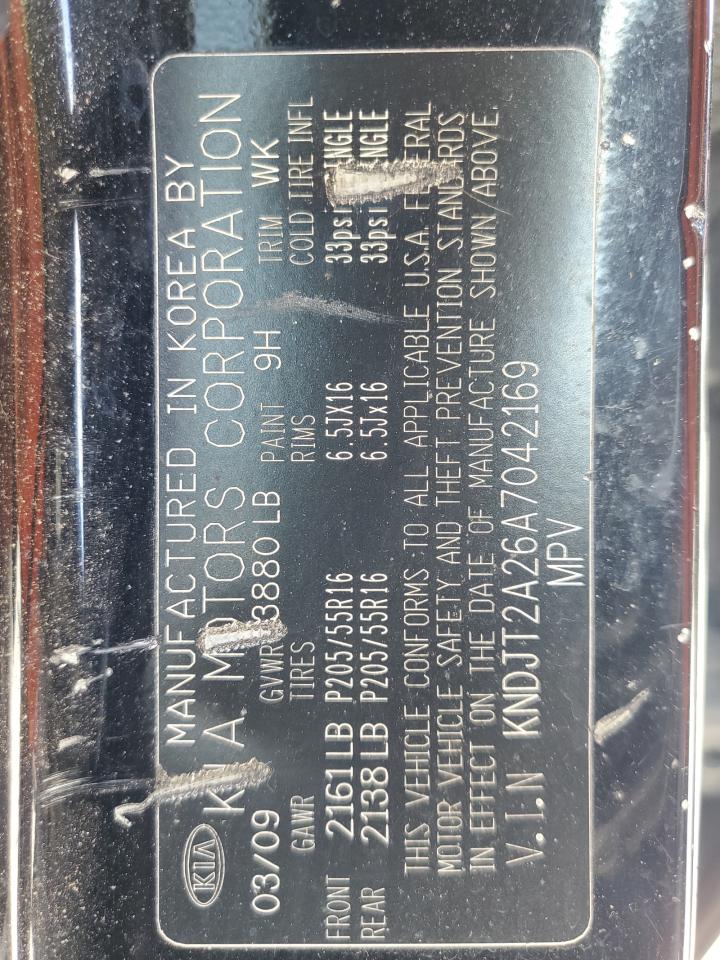 KIA
MANUFACTURED IN KOREA BY
KIA MOTORS CORPORATION
03/09 GVWR 3880 LB PAINT 9H TRIM WK
GAWR TIRES RIMS COLD TIRE INFL
FRONT 2161 LB P205/55R16 6.5Jx16 33psi
REAR 2138 LB P205/55R16 6.5Jx16 33psi
THIS VEHICLE CONFORMS TO ALL APPLICABLE U.S.A. FEDERAL
MOTOR VEHICLE SAFETY AND THEFT PREVENTION STANDARDS
IN EFFECT ON THE DATE OF MANUFACTURE SHOWN ABOVE.
V.I.N KNDJT2A26A7042169
MPV